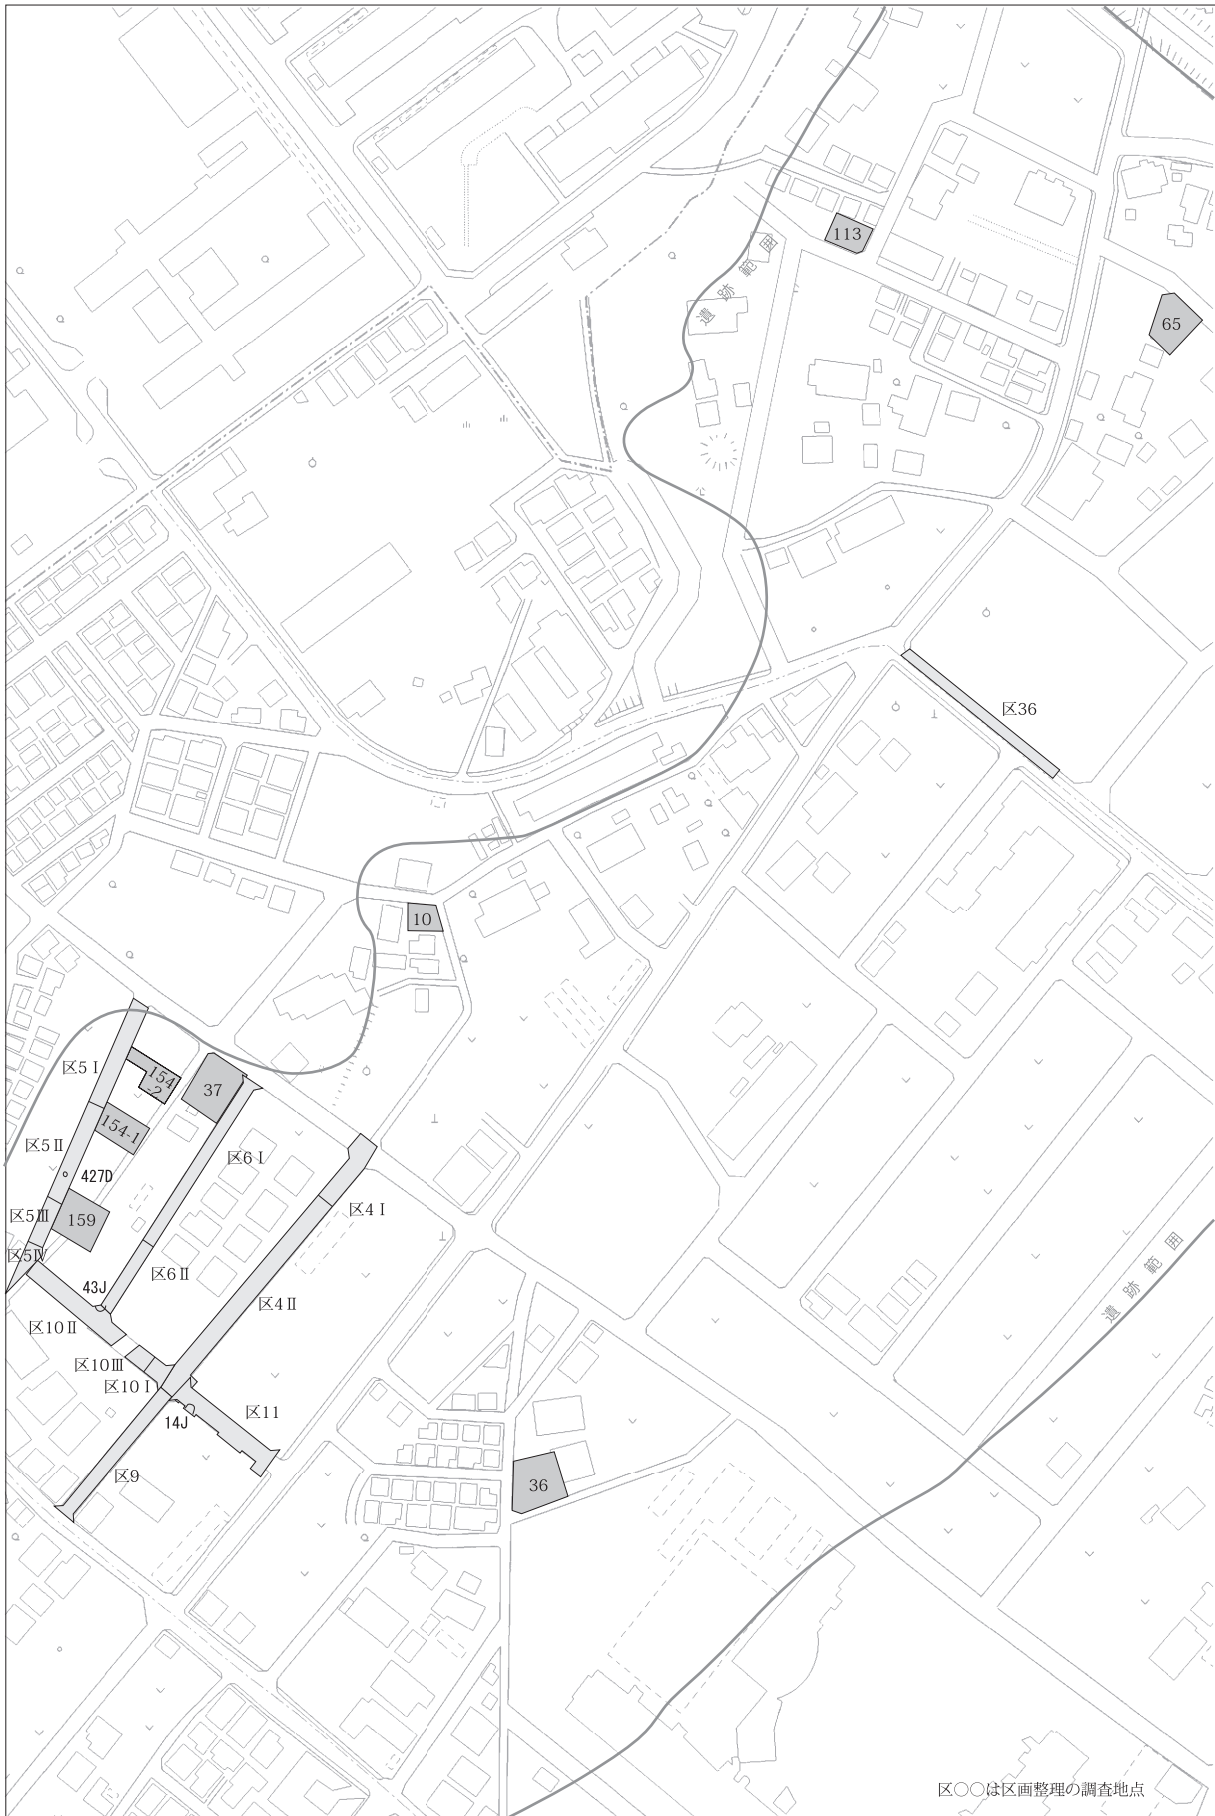 113
遺跡範囲
65
区36
10
区5Ⅰ
154
-2
37
154-1
区5Ⅱ
区6Ⅰ
427D
区4Ⅰ
区5Ⅲ
159
区5Ⅳ
区6Ⅱ
43J
区4Ⅱ
遺跡範囲
区10Ⅱ
区10Ⅲ
区10Ⅰ
区11
14J
区9
36
区○○は区画整理の調査地点